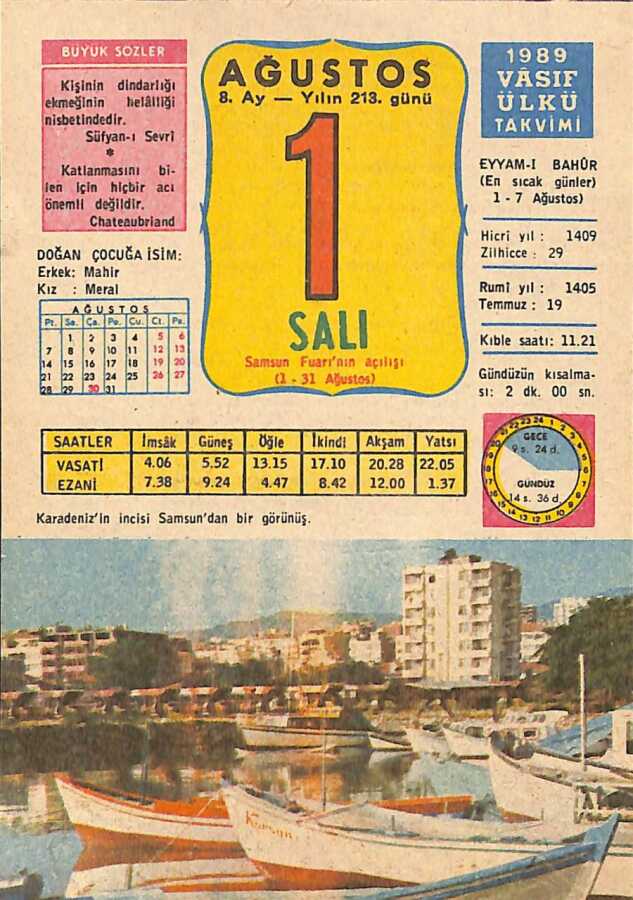 BÜYÜK SÖZLER
Kişinin dindarlığı
ekmeğinin helâlliği
nisbetindedir.
Süfyan-ı Sevrî
*
Katlanmasını bi-
len için hiçbir acı
önemli değildir.
Chateaubriand
DOĞAN ÇOCUĞA İSİM:
Erkek: Mahir
Kız : Meral
AĞUSTOS
Pt. Sa. Ça. Pe. Cu. Ct. Pa.
1 2 3 4 5 6
7 8 9 10 11 12 13
14 15 16 17 18 19 20
21 22 23 24 25 26 27
28 29 30 31
AĞUSTOS
8. Ay — Yılın 213. günü
1
SALI
Samsun Fuarı'nın açılışı
(1 - 31 Ağustos)
1989
VÂSIF
ÜLKÜ
TAKVİMİ
EYYAM-I BAHÛR
(En sıcak günler)
1 - 7 Ağustos)
Hicrî yıl : 1409
Zilhicce : 29
Rumî yıl : 1405
Temmuz : 19
Kıble saatı: 11.21
Gündüzün kısalma-
sı: 2 dk. 00 sn.
SAATLER İmsâk Güneş Öğle İkindi Akşam Yatsı
VASATİ 4.06 5.52 13.15 17.10 20.28 22.05
EZANİ 7.38 9.24 4.47 8.42 12.00 1.37
GECE
9 s. 24 d.
GÜNDÜZ
14 s. 36 d.
Karadeniz'in incisi Samsun'dan bir görünüş.
Kursun